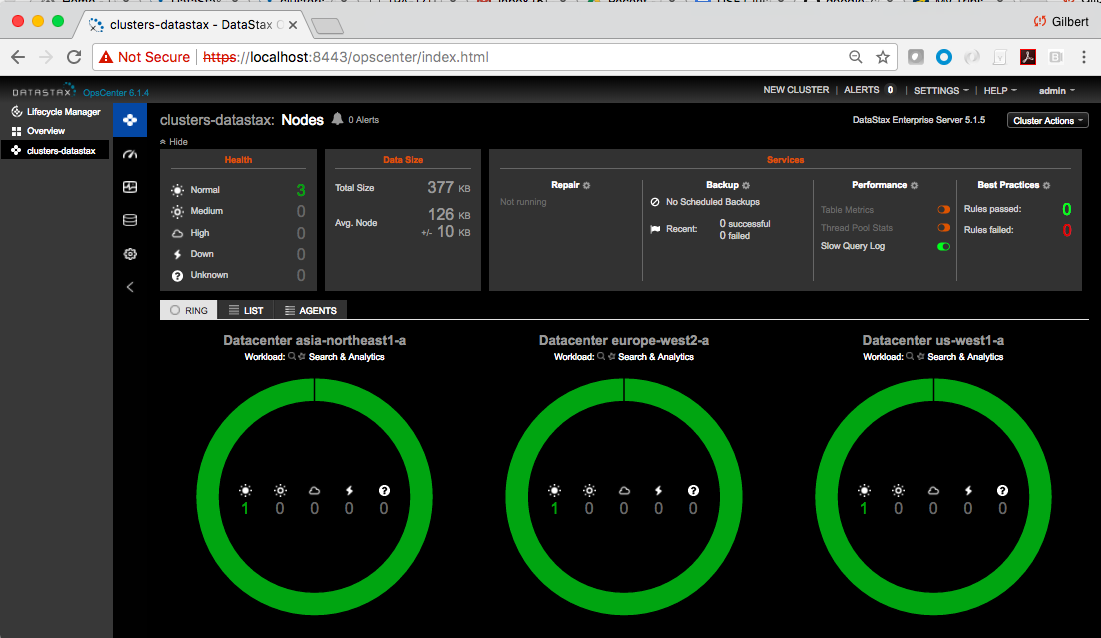 clusters-datastax - DataStax O
Gilbert
Not Secure | https://localhost:8443/opscenter/index.html
DATASTAX OpsCenter 6.1.4
NEW CLUSTER | ALERTS 0 | SETTINGS | HELP admin
Lifecycle Manager
Overview
clusters-datastax
clusters-datastax: Nodes 0 Alerts
DataStax Enterprise Server 5.1.5
Cluster Actions
Hide
Health
Normal 3
Medium 0
High 0
Down 0
Unknown 0
Data Size
Total Size 377 KB
Avg. Node 126 KB
+/- 10 KB
Services
Repair
Not running
Backup
No Scheduled Backups
Recent: 0 successful
0 failed
Performance
Table Metrics
Thread Pool Stats
Slow Query Log
Best Practices
Rules passed: 0
Rules failed: 0
RING LIST AGENTS
Datacenter asia-northeast1-a
Workload: Search & Analytics
? 
1 0 0 0 0
Datacenter europe-west2-a
Workload: Search & Analytics
?
1 0 0 0 0
Datacenter us-west1-a
Workload: Search & Analytics
?
1 0 0 0 0